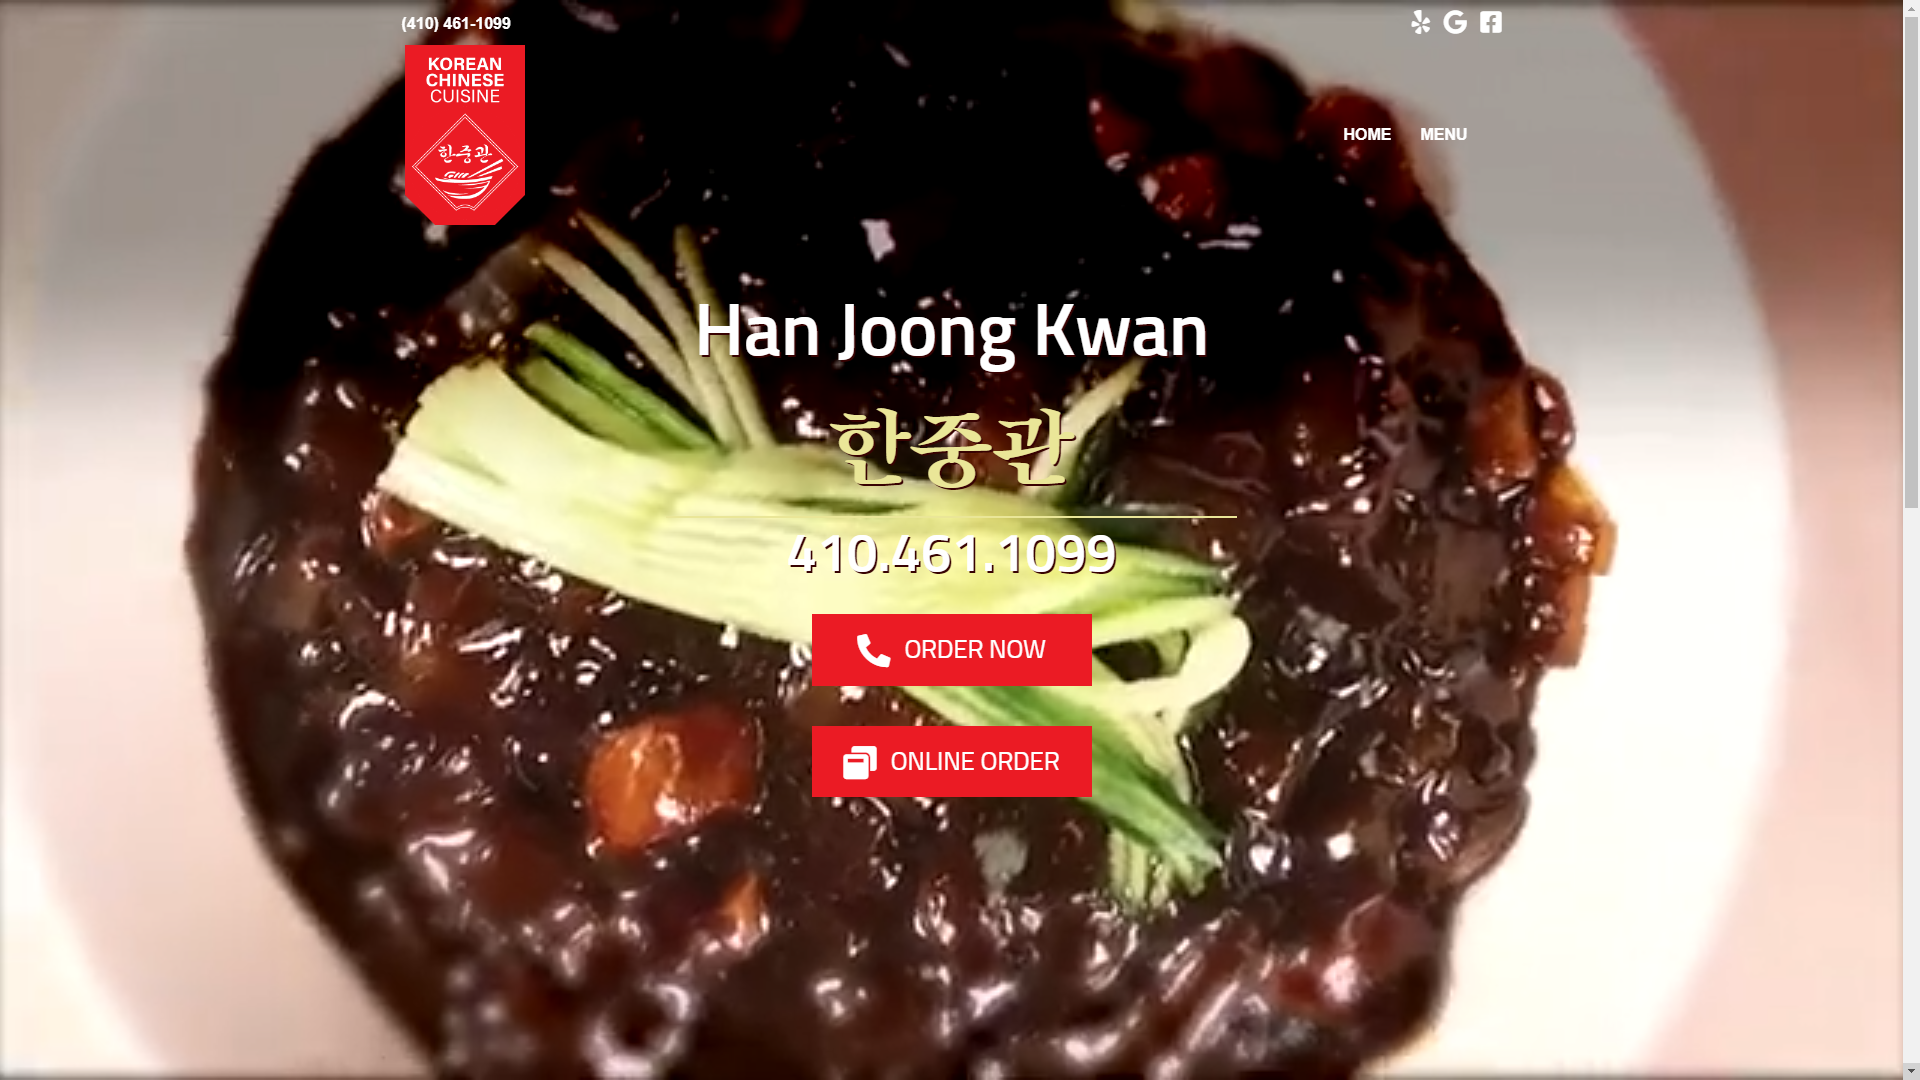 (410) 461-1099
KOREAN
CHINESE
CUISINE
한중관
HOME
MENU
Han Joong Kwan
한중관
410.461.1099
ORDER NOW
ONLINE ORDER